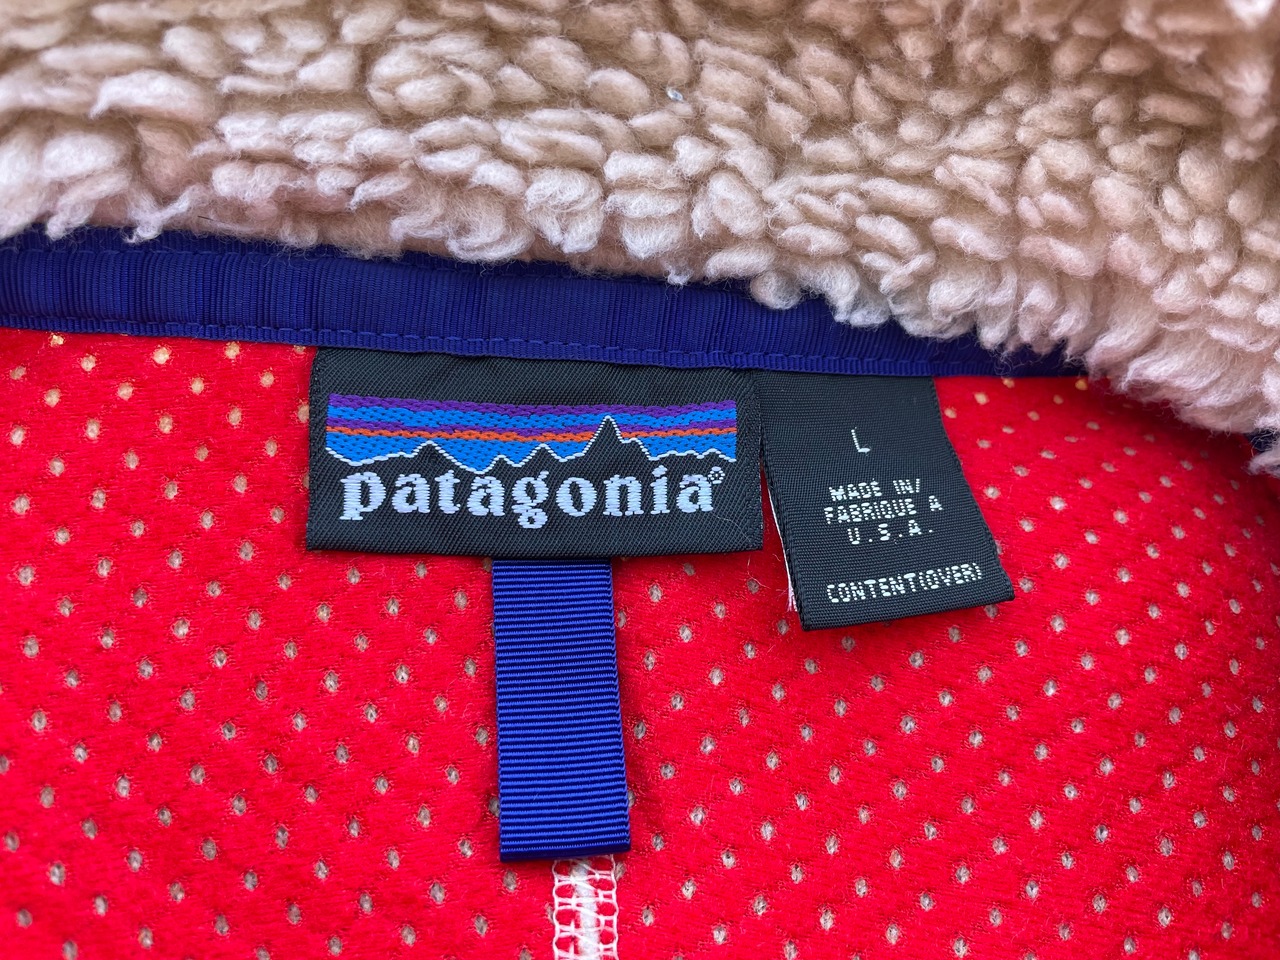 patagonia®
L
MADE IN/
FABRIQUE A
U.S.A.
CONTENT(OVER)